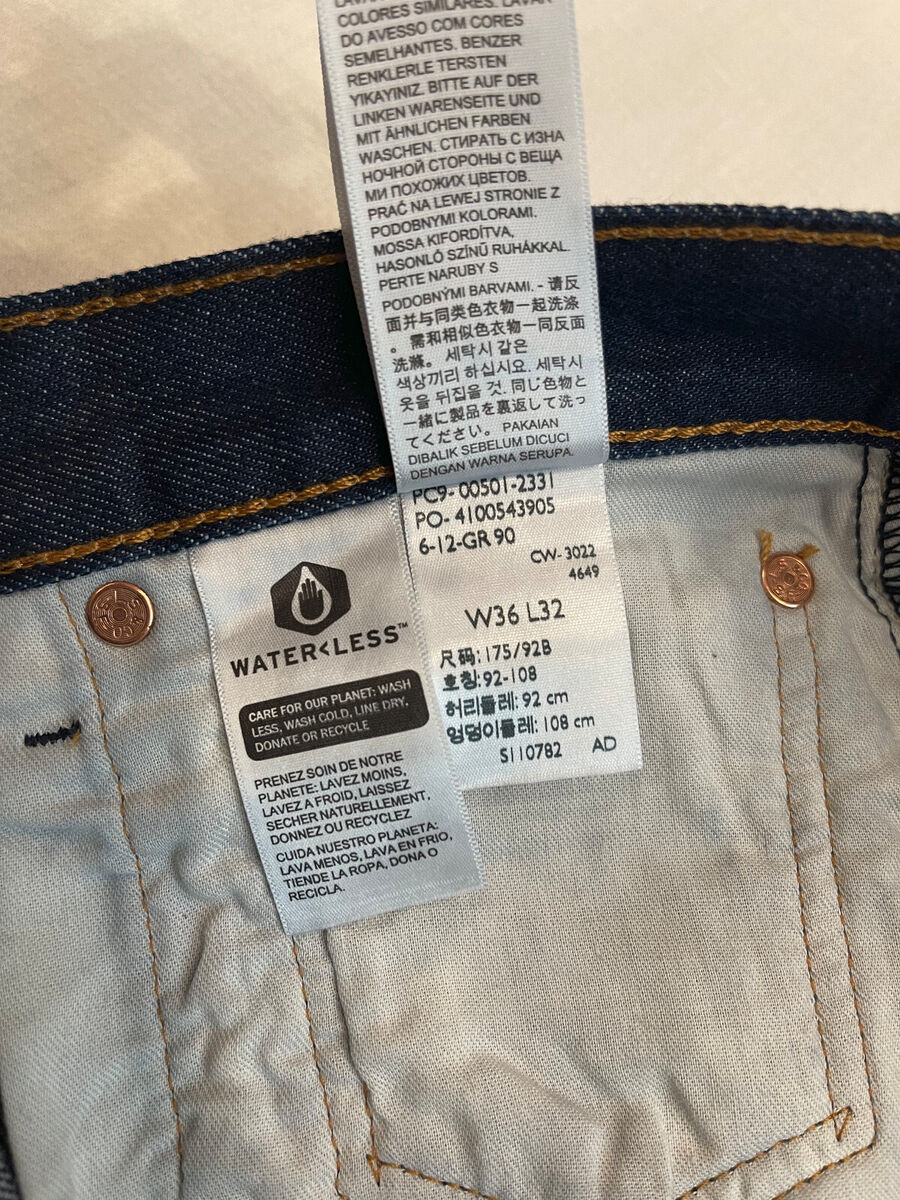 COLORES SIMILARES. LAVAR
DO AVESSO COM CORES
SEMELHANTES. BENZER
RENKLERLE TERSTEN
YIKAYINIZ. BITTE AUF DER
LINKEN WARENSEITE UND
MIT ÄHNLICHEN FARBEN
WASCHEN. СТИРАТЬ С ИЗНА
НОЧНОЙ СТОРОНЫ С ВЕЩА
МИ ПОХОЖИХ ЦВЕТОВ.
PRAĆ NA LEWEJ STRONIE Z
PODOBNYMI KOLORAMI.
MOSSA KIFORDÍTVA,
HASONLÓ SZÍNŰ RUHÁKKAL.
PERTE NARUBY S
PODOBNÝMI BARVAMI. - 请反
面并与同类色衣物一起洗涤
。需和相似色衣物一同反面
洗滌。세탁시 같은
색상끼리 하십시요. 세탁시
옷을 뒤집을 것. 同じ色物と
一緒に製品を裏返して洗っ
てください。PAKAIAN
DIBALIK SEBELUM DICUCI
DENGAN WARNA SERUPA.
PC9-00501-2331
PO-4100543905
6-12-GR 90
CW-3022
4649
W36 L32
尺码:175/92B
호칭:92-108
허리둘레: 92 cm
엉덩이둘레: 108 cm
S110782 AD
WATER<LESS™
CARE FOR OUR PLANET: WASH
LESS, WASH COLD, LINE DRY,
DONATE OR RECYCLE
PRENEZ SOIN DE NOTRE
PLANETE: LAVEZ MOINS,
LAVEZ A FROID, LAISSEZ
SECHER NATURELLEMENT,
DONNEZ OU RECYCLEZ
CUIDA NUESTRO PLANETA:
LAVA MENOS, LAVA EN FRIO,
TIENDE LA ROPA, DONA O
RECICLA.